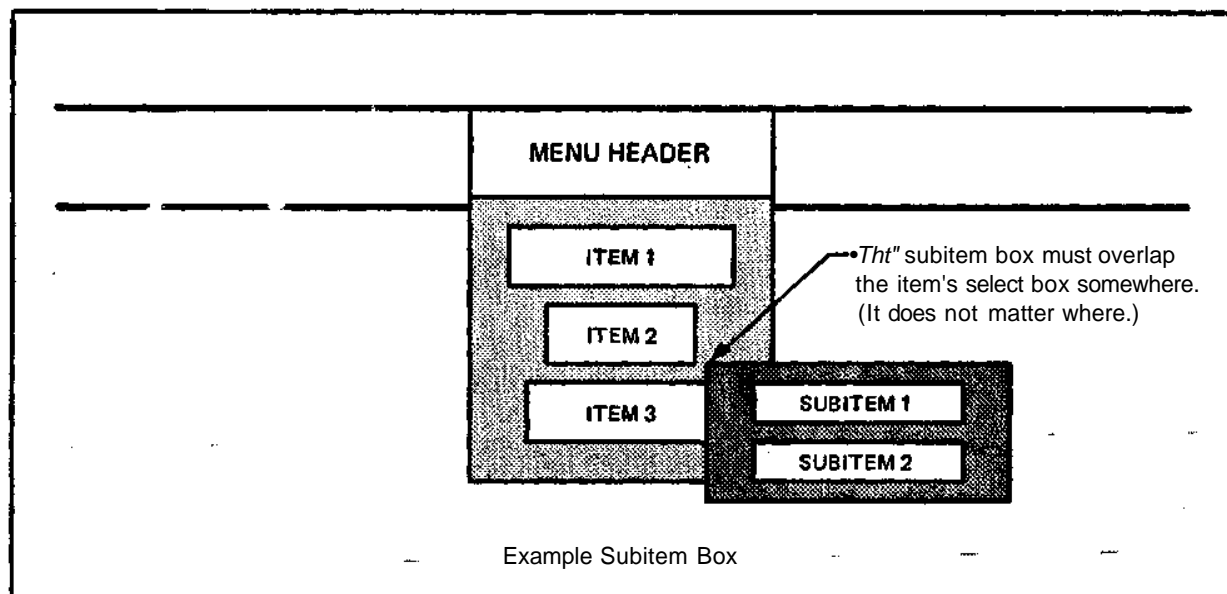 MENU HEADER
ITEM 1
•Tht" subitem box must overlap
the item's select box somewhere.
(It does not matter where.)
ITEM 2
ITEM 3
SUBITEM 1
SUBITEM 2
Example Subitem Box